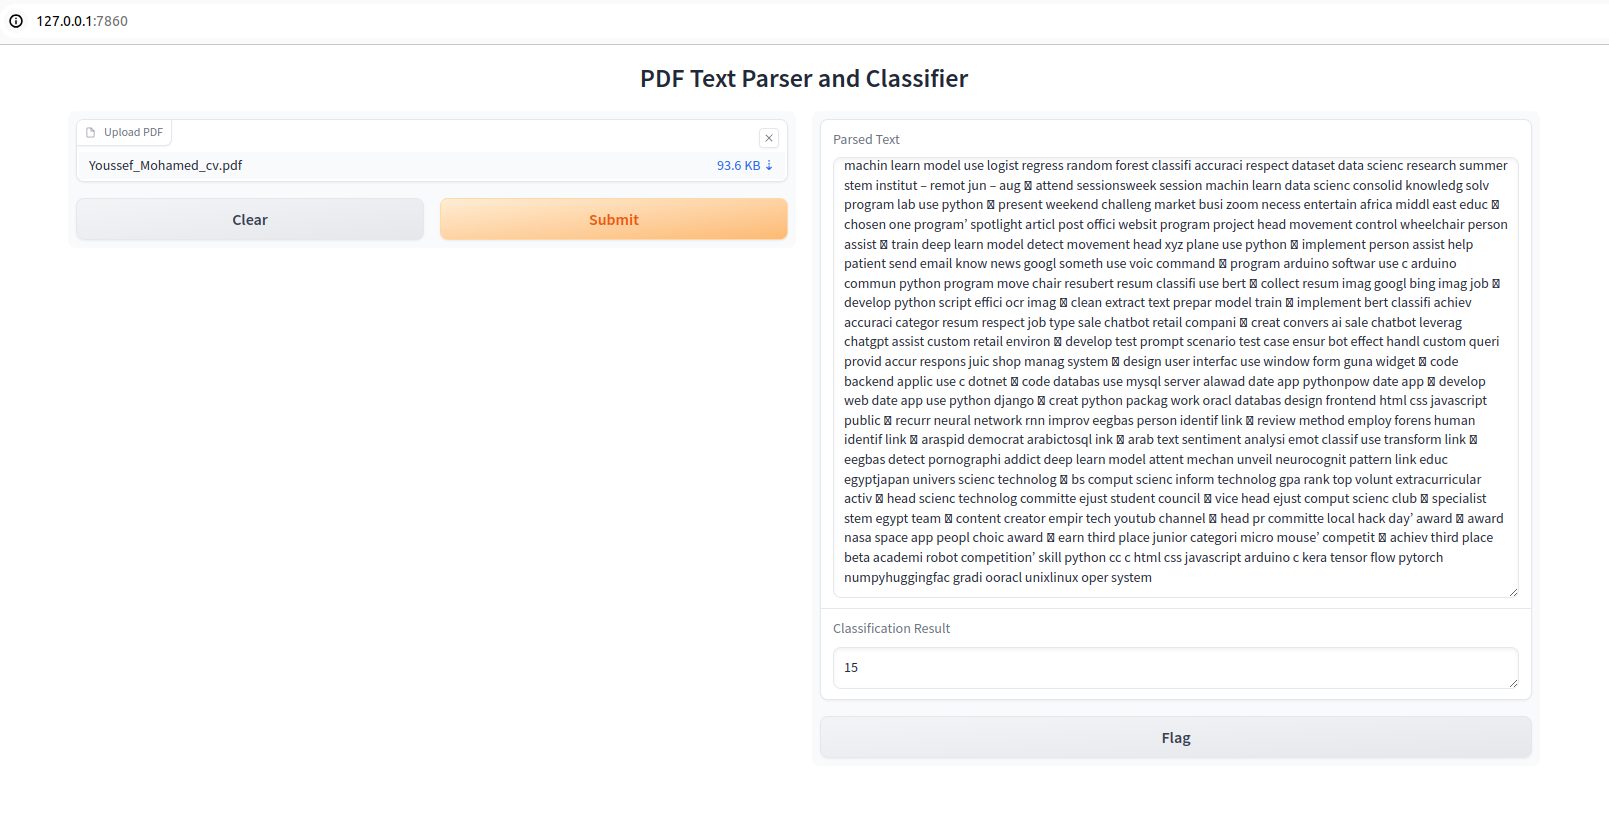 127.0.0.1:7860
PDF Text Parser and Classifier
Upload PDF
Youssef_Mohamed_cv.pdf
93.6 KB ⇣
Clear
Submit
Parsed Text
machin learn model use logist regress random forest classifi accuraci respect dataset data scienc research summer
stem institut – remot jun – aug  attend sessionsweek session machin learn data scienc consolid knowledg solv
program lab use python  present weekend challeng market busi zoom necess entertain africa middl east educ 
chosen one program’ spotlight articl post offici websit program project head movement control wheelchair person
assist  train deep learn model detect movement head xyz plane use python  implement person assist help
patient send email know news googl someth use voic command  program arduino softwar use c arduino
commun python program move chair resubert resum classifi use bert  collect resum imag googl bing imag job 
develop python script effici ocr imag  clean extract text prepar model train  implement bert classifi achiev
accuraci categor resum respect job type sale chatbot retail compani  creat convers ai sale chatbot leverag
chatgpt assist custom retail environ  develop test prompt scenario test case ensur bot effect handl custom queri
provid accur respons juic shop manag system  design user interfac use window form guna widget  code
backend applic use c dotnet  code databas use mysql server alawad date app pythonpow date app  develop
web date app use python django  creat python packag work oracl databas design frontend html css javascript
public  recurr neural network rnn improv eegbas person identif link  review method employ forens human
identif link  araspid democrat arabictosql ink  arab text sentiment analysi emot classif use transform link 
eegbas detect pornographi addict deep learn model attent mechan unveil neurocognit pattern link educ
egyptjapan univers scienc technolog  bs comput scienc inform technolog gpa rank top volunt extracurricular
activ  head scienc technolog committe ejust student council  vice head ejust comput scienc club  specialist
stem egypt team  content creator empir tech youtub channel  head pr committe local hack day’ award  award
nasa space app peopl choic award  earn third place junior categori micro mouse’ competit  achiev third place
beta academi robot competition’ skill python cc c html css javascript arduino c kera tensor flow pytorch
numpyhuggingfac gradi ooracl unixlinux oper system
Classification Result
15
Flag